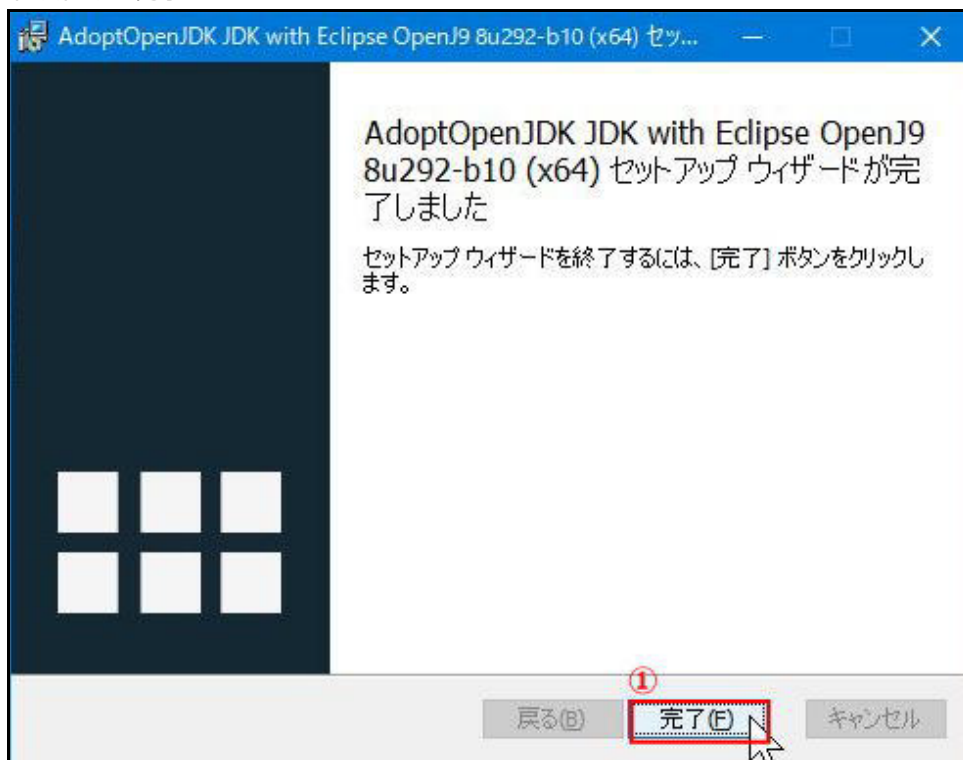 AdoptOpenJDK JDK with Eclipse OpenJ9 8u292-b10 (x64) セッ...
AdoptOpenJDK JDK with Eclipse OpenJ9
8u292-b10 (x64) セットアップ ウィザードが完
了しました
セットアップ ウィザードを終了するには、[完了] ボタンをクリックし
ます。
①
戻る(B) 完了(F) キャンセル